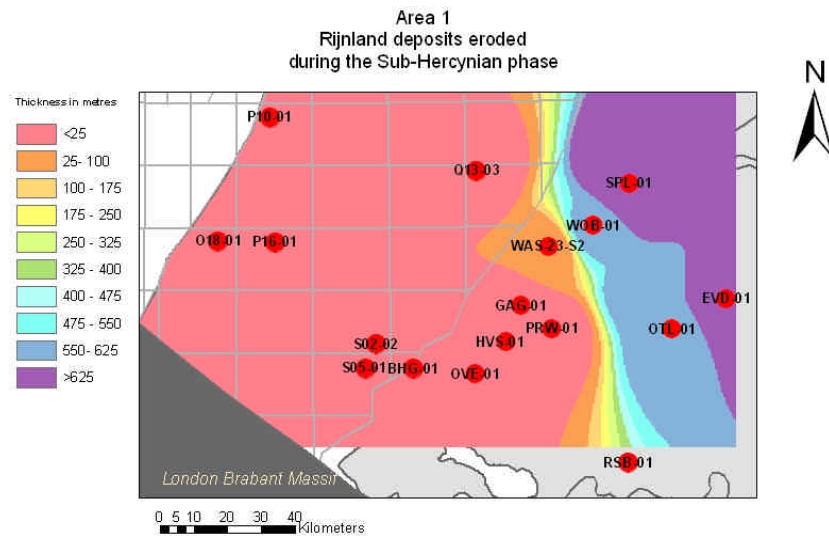 Area 1
Rijnland deposits eroded
during the Sub-Hercynian phase
N
Thickness in metres
<25
25- 100
100 - 175
175 - 250
250 - 325
325 - 400
400 - 475
475 - 550
550 - 625
>625
P10-01
Q13-03
SPL-01
WOB-01
O18-01
P16-01
WAS-23-S2
EVD-01
GAG-01
PRW-01
OTL-01
HVS-01
S02-02
S05-01
BHG-01
OVE-01
RSB-01
London Brabant Massif
0 5 10 20 30 40
Kilometers